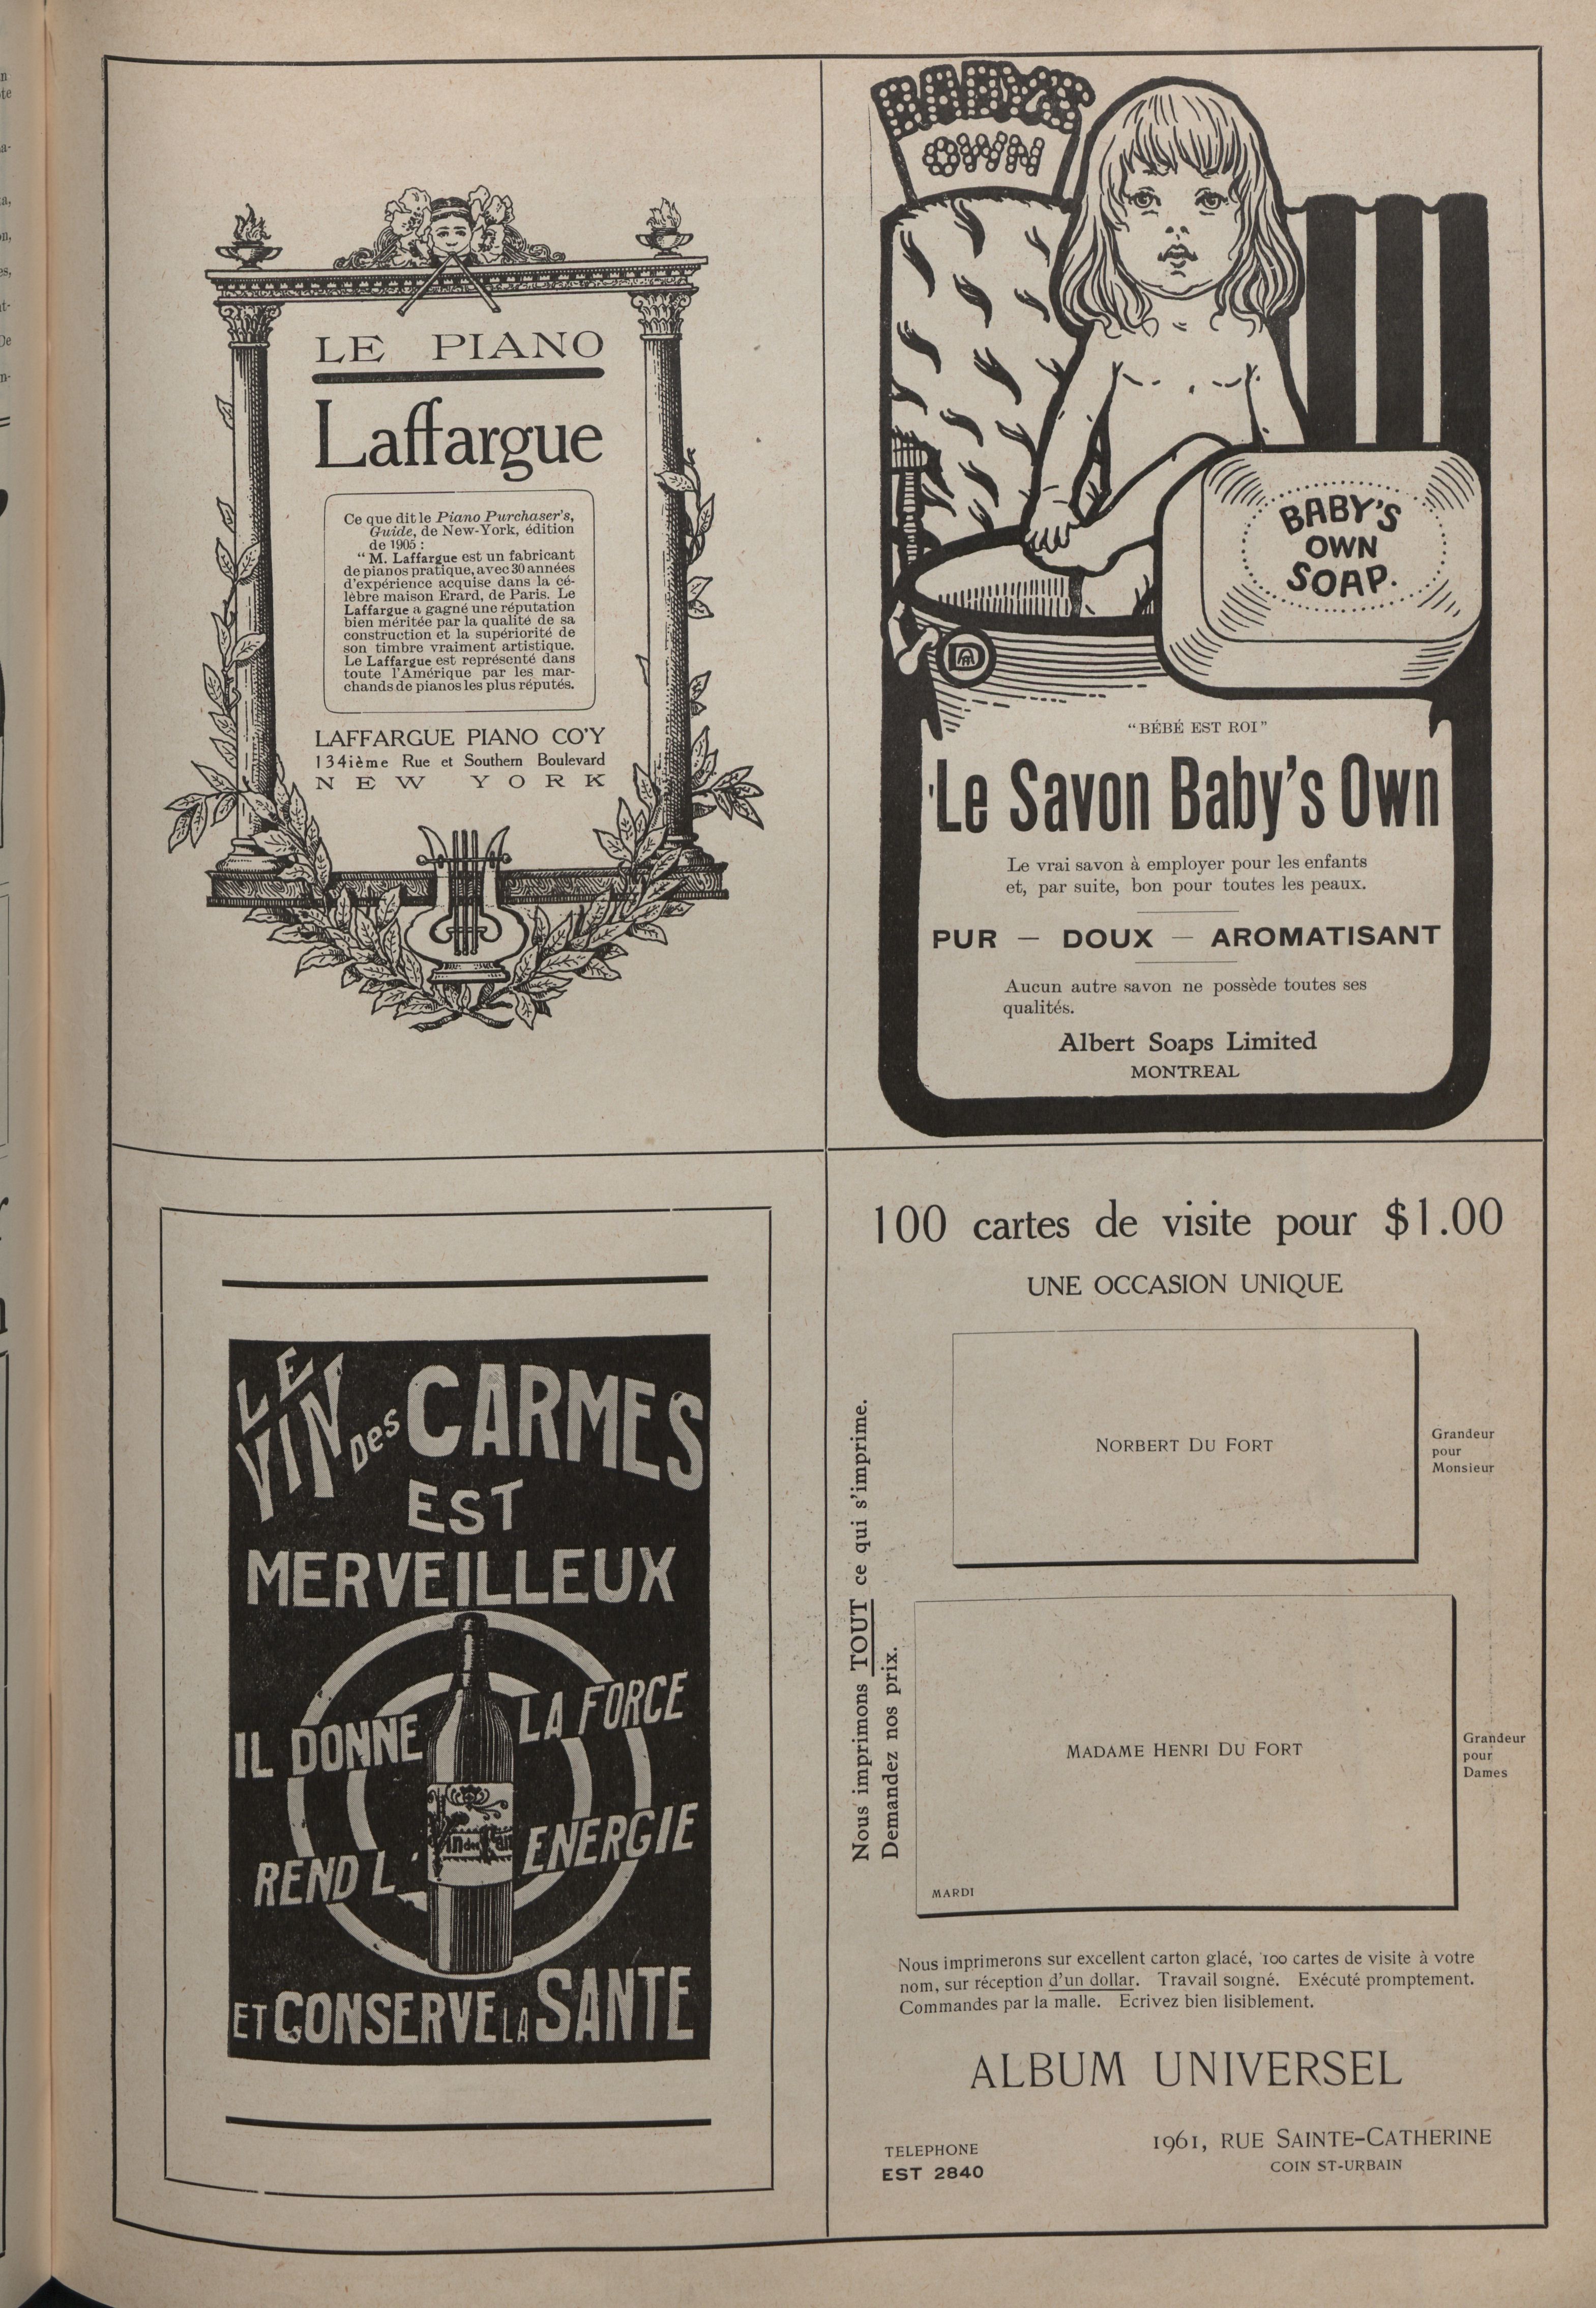 LE PIANO
Laffargue
Ce que dit le Piano Purchaser's,
Guide, de New-York, édition
de 1905 :
"M. Laffargue est un fabricant
de pianos pratique, avec 30 années
d'expérience acquise dans la cé-
lèbre maison Erard, de Paris. Le
Laffargue a gagné une réputation
bien méritée par la qualité de sa
construction et la supériorité de
son timbre vraiment artistique.
Le Laffargue est représenté dans
toute l'Amérique par les mar-
chands de pianos les plus réputés.
LAFFARGUE PIANO CO'Y
134ième Rue et Southern Boulevard
NEW YORK
BABY'S
OWN
BABY'S
OWN
SOAP.
"BÉBÉ EST ROI"
Le Savon Baby's Own
Le vrai savon à employer pour les enfants
et, par suite, bon pour toutes les peaux.
PUR — DOUX — AROMATISANT
Aucun autre savon ne possède toutes ses
qualités.
Albert Soaps Limited
MONTREAL
LE
VIN Des CARMES
EST
MERVEILLEUX
IL DONNE LA FORCE
REND L' ENERGIE
ET CONSERVE LA SANTE
100 cartes de visite pour $1.00
UNE OCCASION UNIQUE
NORBERT DU FORT
Grandeur
pour
Monsieur
Nous imprimons TOUT ce qui s'imprime.
Demandez nos prix.
MADAME HENRI DU FORT
MARDI
Grandeur
pour
Dames
Nous imprimerons sur excellent carton glacé, 100 cartes de visite à votre
nom, sur réception d'un dollar. Travail soigné. Exécuté promptement.
Commandes par la malle. Ecrivez bien lisiblement.
ALBUM UNIVERSEL
TELEPHONE
EST 2840
1961, RUE SAINTE-CATHERINE
COIN ST-URBAIN